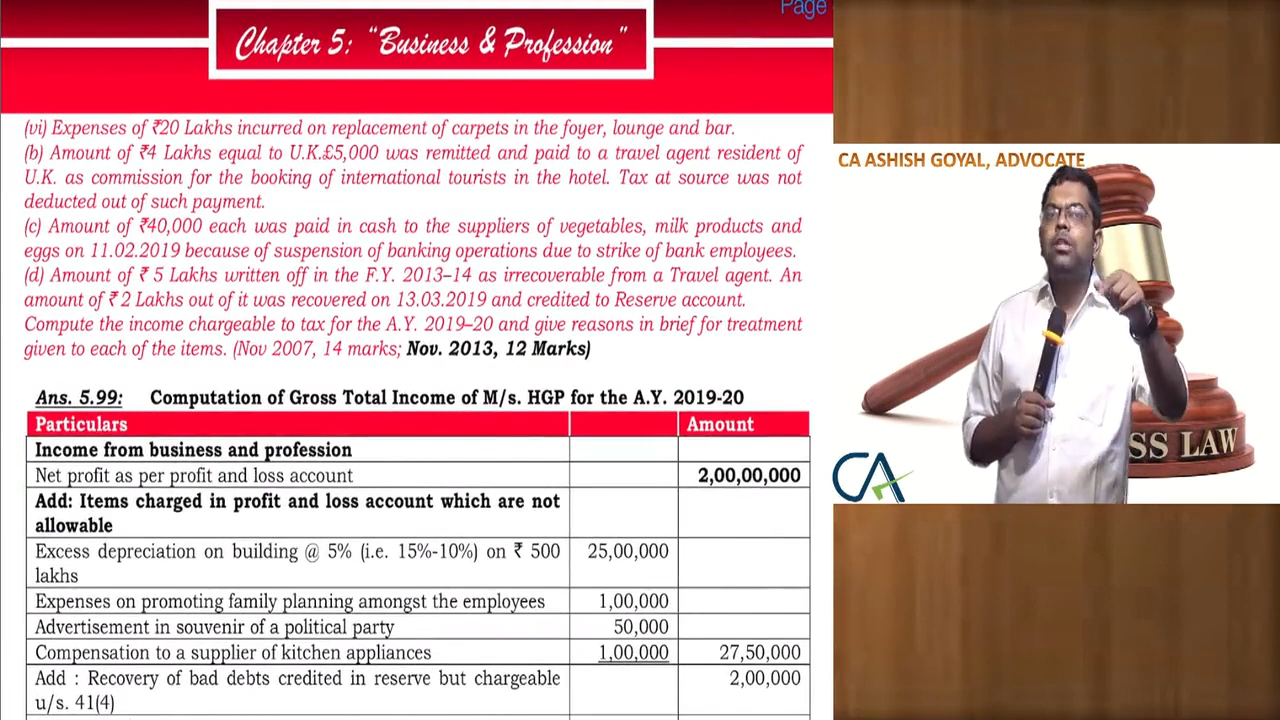 Page
Chapter 5: "Business & Profession"
(vi) Expenses of ₹20 Lakhs incurred on replacement of carpets in the foyer, lounge and bar.
(b) Amount of ₹4 Lakhs equal to U.K.£5,000 was remitted and paid to a travel agent resident of
U.K. as commission for the booking of international tourists in the hotel. Tax at source was not
deducted out of such payment.
(c) Amount of ₹40,000 each was paid in cash to the suppliers of vegetables, milk products and
eggs on 11.02.2019 because of suspension of banking operations due to strike of bank employees.
(d) Amount of ₹ 5 Lakhs written off in the F.Y. 2013–14 as irrecoverable from a Travel agent. An
amount of ₹ 2 Lakhs out of it was recovered on 13.03.2019 and credited to Reserve account.
Compute the income chargeable to tax for the A.Y. 2019–20 and give reasons in brief for treatment
given to each of the items. (Nov 2007, 14 marks; Nov. 2013, 12 Marks)
Ans. 5.99: Computation of Gross Total Income of M/s. HGP for the A.Y. 2019-20
Particulars Amount
Income from business and profession
Net profit as per profit and loss account 2,00,00,000
Add: Items charged in profit and loss account which are not
allowable
Excess depreciation on building @ 5% (i.e. 15%-10%) on ₹ 500 25,00,000
lakhs
Expenses on promoting family planning amongst the employees 1,00,000
Advertisement in souvenir of a political party 50,000
Compensation to a supplier of kitchen appliances 1,00,000 27,50,000
Add : Recovery of bad debts credited in reserve but chargeable 2,00,000
u/s. 41(4)
CA ASHISH GOYAL, ADVOCATE
SS LAW
CA